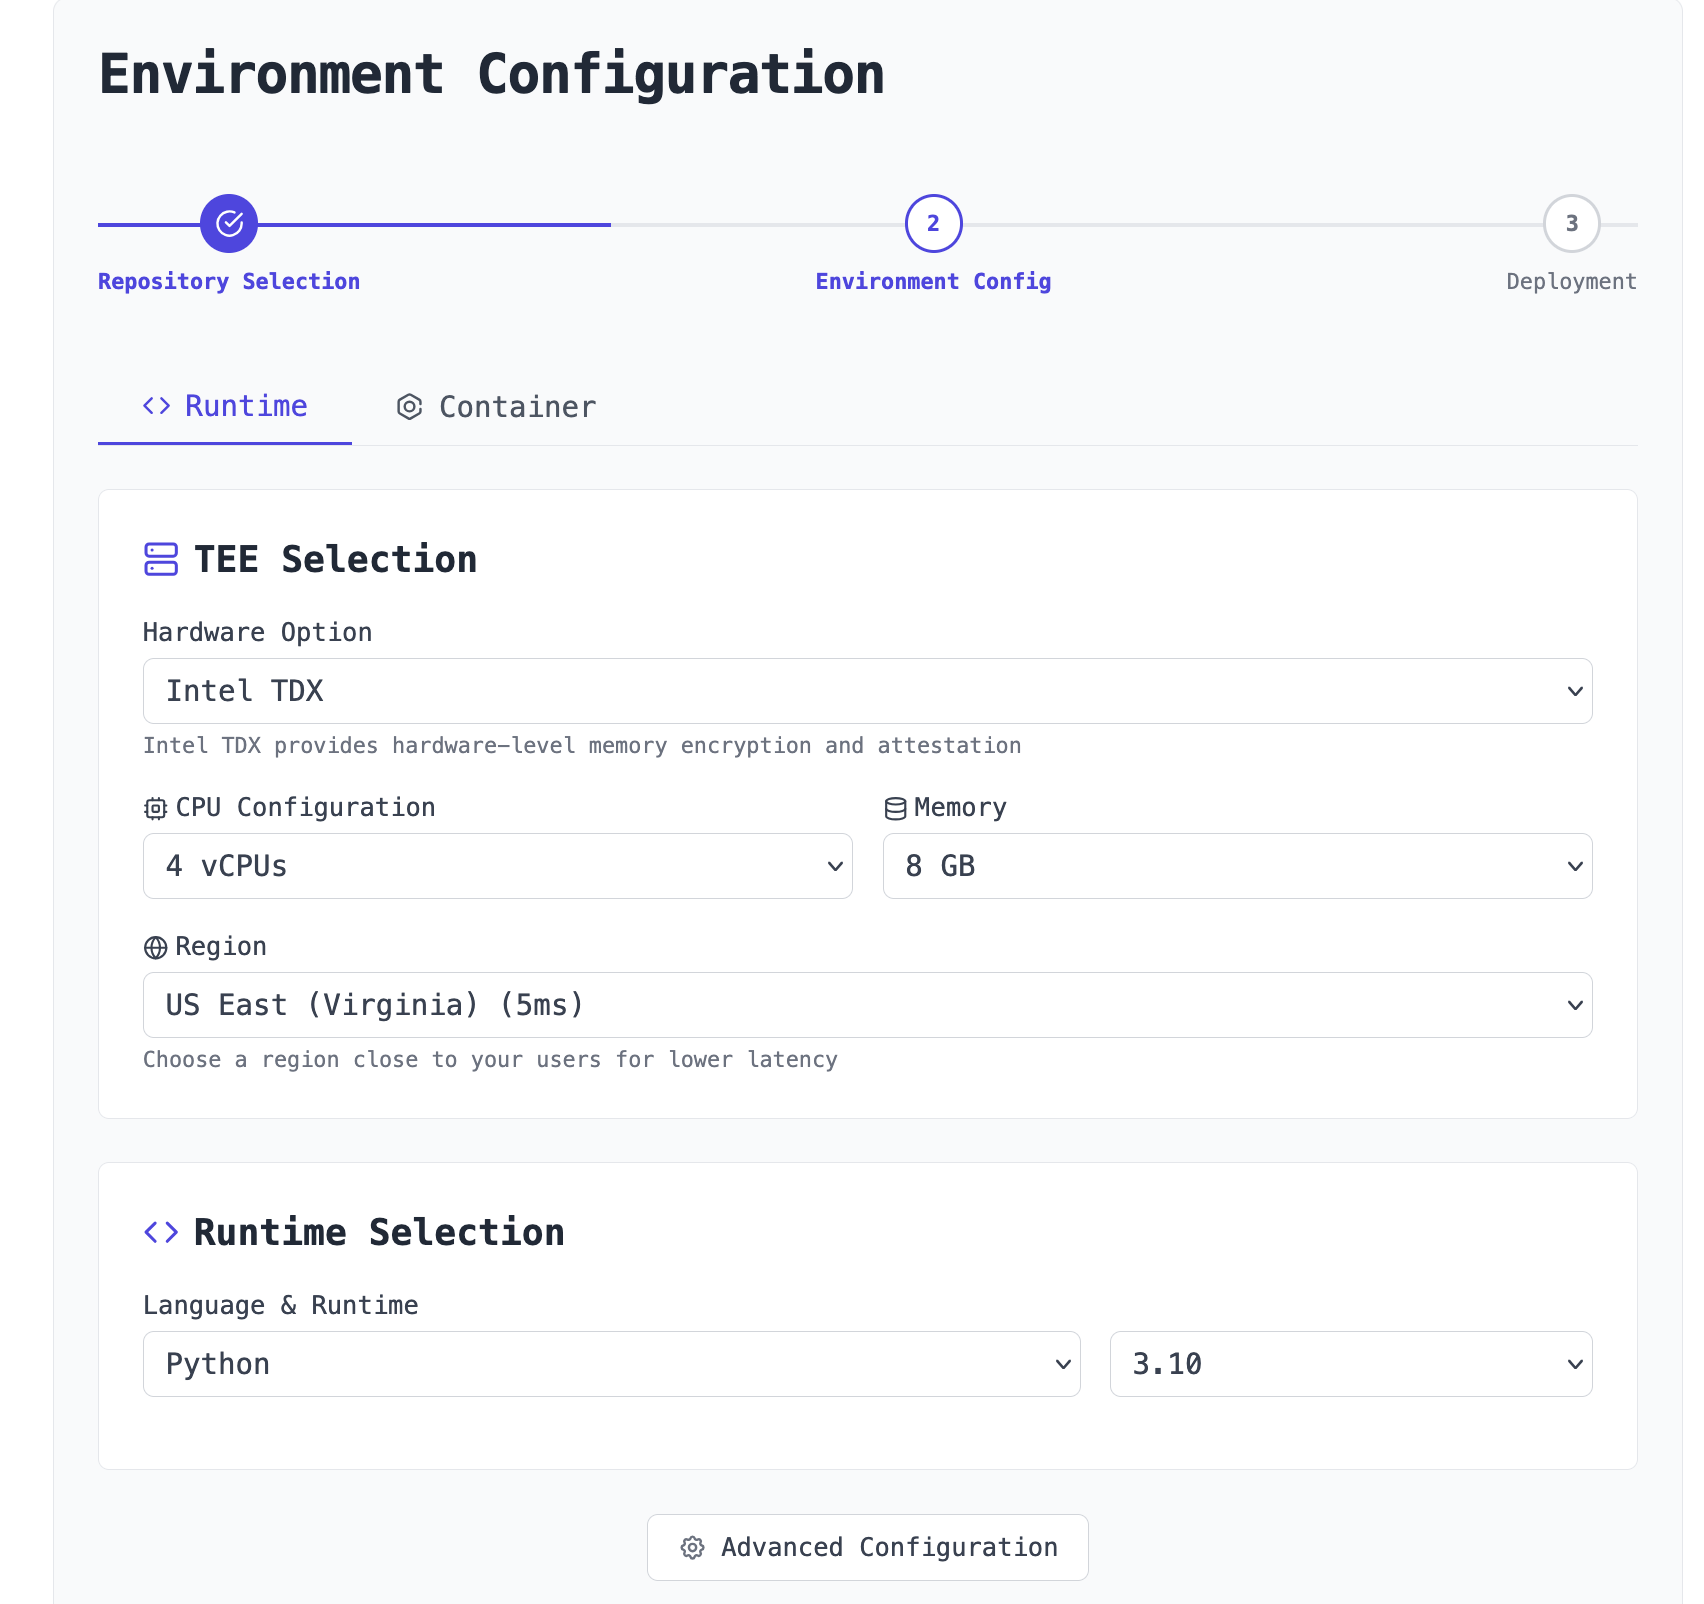 Environment Configuration
2
3
Repository Selection
Environment Config
Deployment
Runtime
Container
TEE Selection
Hardware Option
Intel TDX
Intel TDX provides hardware-level memory encryption and attestation
CPU Configuration
Memory
4 vCPUs
8 GB
Region
US East (Virginia) (5ms)
Choose a region close to your users for lower latency
Runtime Selection
Language & Runtime
Python
3.10
Advanced Configuration